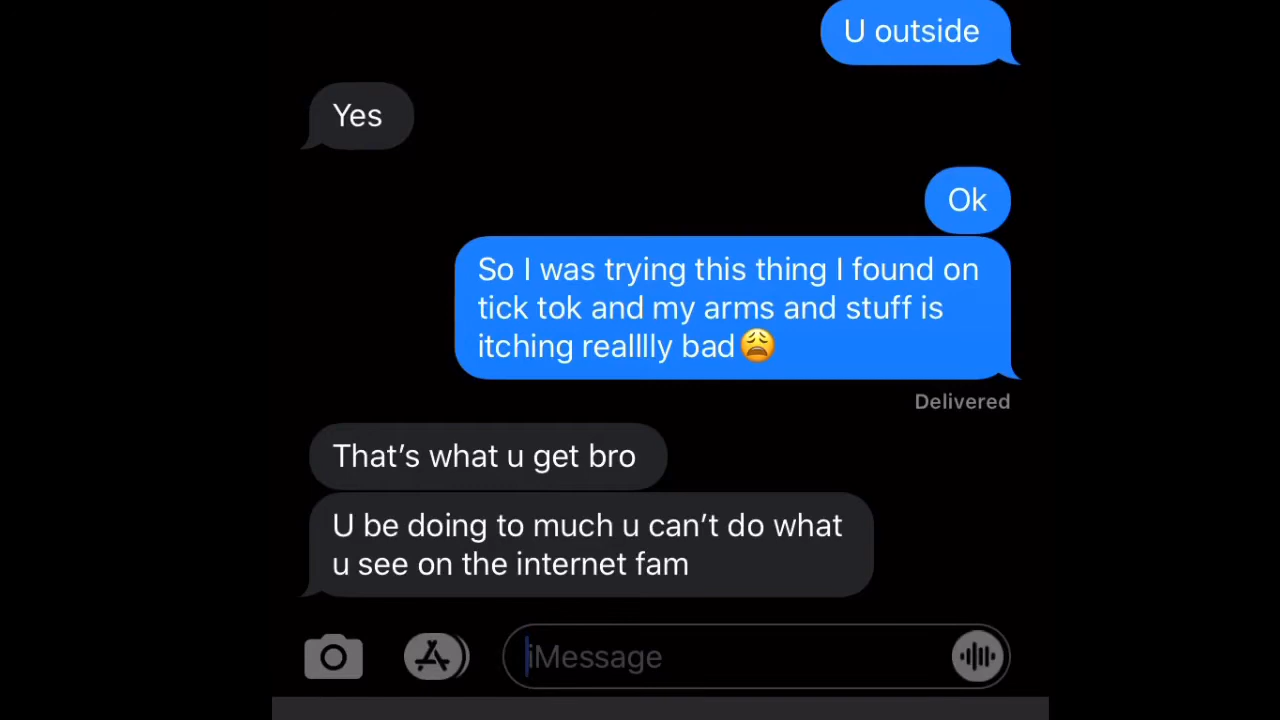 U outside
Yes
Ok
So I was trying this thing I found on
tick tok and my arms and stuff is
itching realllly bad😩
Delivered
That’s what u get bro
U be doing to much u can’t do what
u see on the internet fam
iMessage